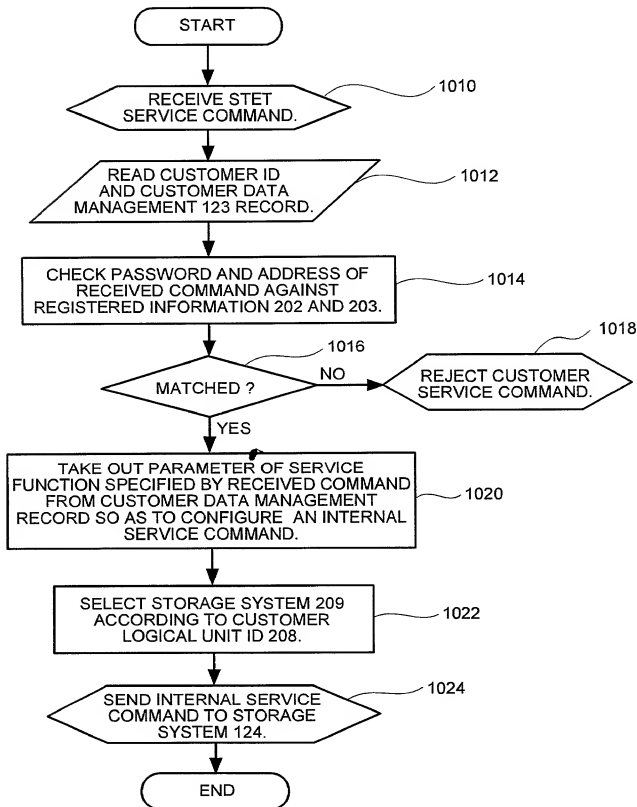 START
RECEIVE STET
SERVICE COMMAND.
1010
READ CUSTOMER ID
AND CUSTOMER DATA
MANAGEMENT 123 RECORD.
1012
CHECK PASSWORD AND ADDRESS OF
RECEIVED COMMAND AGAINST
REGISTERED INFORMATION 202 AND 203.
1014
MATCHED ?
1016
NO
REJECT CUSTOMER
SERVICE COMMAND.
1018
YES
TAKE OUT PARAMETER OF SERVICE
FUNCTION SPECIFIED BY RECEIVED COMMAND
FROM CUSTOMER DATA MANAGEMENT
RECORD SO AS TO CONFIGURE AN INTERNAL
SERVICE COMMAND.
1020
SELECT STORAGE SYSTEM 209
ACCORDING TO CUSTOMER
LOGICAL UNIT ID 208.
1022
SEND INTERNAL SERVICE
COMMAND TO STORAGE
SYSTEM 124.
1024
END